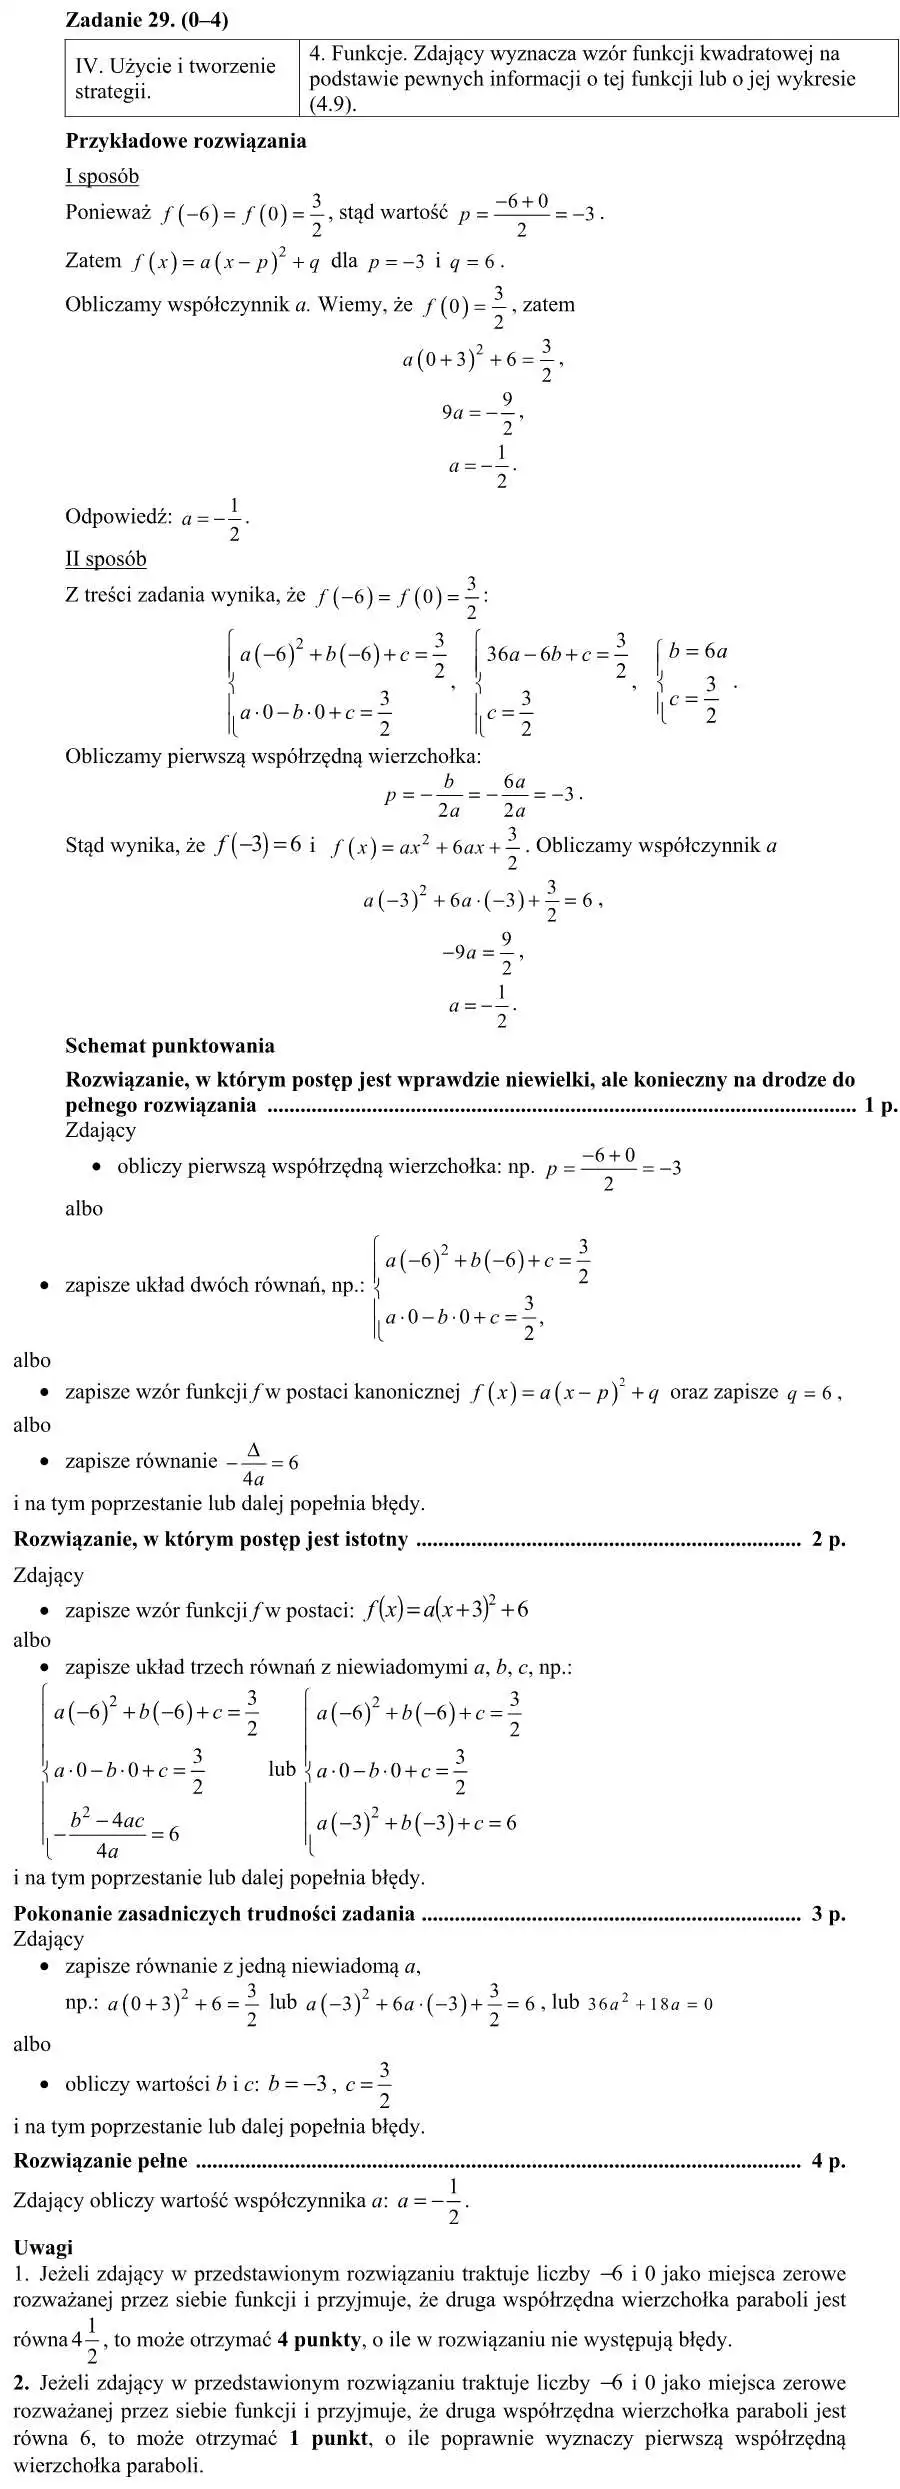 Zadanie 29. (0–4)
IV. Użycie i tworzenie strategii.
4. Funkcje. Zdający wyznacza wzór funkcji kwadratowej na
podstawie pewnych informacji o tej funkcji lub o jej wykresie
(4.9).
Przykładowe rozwiązania
I sposób
Ponieważ f(−6) = f(0) = 3/2, stąd wartość p = (−6+0)/2 = −3.
Zatem f(x) = a(x − p)² + q dla p = −3 i q = 6.
Obliczamy współczynnik a. Wiemy, że f(0) = 3/2, zatem
a(0+3)² + 6 = 3/2,
9a = −9/2,
a = −1/2.
Odpowiedź: a = −1/2.
II sposób
Z treści zadania wynika, że f(−6) = f(0) = 3/2:
{ a(−6)² + b(−6) + c = 3/2, { 36a − 6b + c = 3/2, { b = 6a
a·0 − b·0 + c = 3/2 c = 3/2 c = 3/2.
Obliczamy pierwszą współrzędną wierzchołka:
p = −b/2a = −6a/2a = −3.
Stąd wynika, że f(−3) = 6 i f(x) = ax² + 6ax + 3/2. Obliczamy współczynnik a
a(−3)² + 6a·(−3) + 3/2 = 6,
−9a = 9/2,
a = −1/2.
Schemat punktowania
Rozwiązanie, w którym postęp jest wprawdzie niewielki, ale konieczny na drodze do
pełnego rozwiązania ........................ 1 p.
Zdający
• obliczy pierwszą współrzędną wierzchołka: np. p = (−6+0)/2 = −3
albo
• zapisze układ dwóch równań, np.: { a(−6)² + b(−6) + c = 3/2
a·0 − b·0 + c = 3/2,
albo
• zapisze wzór funkcji f w postaci kanonicznej f(x) = a(x − p)² + q oraz zapisze q = 6,
albo
• zapisze równanie −Δ/4a = 6
i na tym poprzestanie lub dalej popełnia błędy.
Rozwiązanie, w którym postęp jest istotny ........................ 2 p.
Zdający
• zapisze wzór funkcji f w postaci: f(x) = a(x+3)² + 6
albo
• zapisze układ trzech równań z niewiadomymi a, b, c, np.:
{ a(−6)² + b(−6) + c = 3/2 { a(−6)² + b(−6) + c = 3/2
a·0 − b·0 + c = 3/2 lub a·0 − b·0 + c = 3/2
−(b² − 4ac)/4a = 6 a(−3)² + b(−3) + c = 6
i na tym poprzestanie lub dalej popełnia błędy.
Pokonanie zasadniczych trudności zadania ........................ 3 p.
Zdający
• zapisze równanie z jedną niewiadomą a,
np.: a(0+3)² + 6 = 3/2 lub a(−3)² + 6a·(−3) + 3/2 = 6, lub 36a² + 18a = 0
albo
• obliczy wartości b i c: b = −3, c = 3/2
i na tym poprzestanie lub dalej popełnia błędy.
Rozwiązanie pełne ........................ 4 p.
Zdający obliczy wartość współczynnika a: a = −1/2.
Uwagi
1. Jeżeli zdający w przedstawionym rozwiązaniu traktuje liczby −6 i 0 jako miejsca zerowe
rozważanej przez siebie funkcji i przyjmuje, że druga współrzędna wierzchołka paraboli jest
równa 4 1/2, to może otrzymać 4 punkty, o ile w rozwiązaniu nie występują błędy.
2. Jeżeli zdający w przedstawionym rozwiązaniu traktuje liczby −6 i 0 jako miejsca zerowe
rozważanej przez siebie funkcji i przyjmuje, że druga współrzędna wierzchołka paraboli jest
równa 6, to może otrzymać 1 punkt, o ile poprawnie wyznaczy pierwszą współrzędną
wierzchołka paraboli.